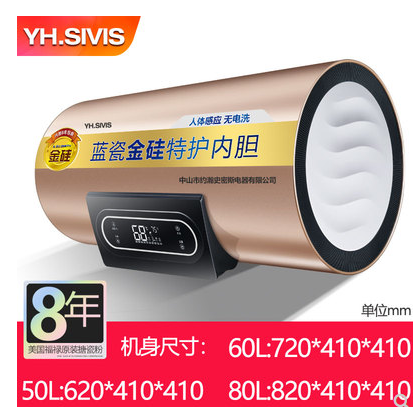 YH.SIVIS
YH.SIVIS
人体感应 无电洗
金硅
蓝瓷金硅特护内胆
中山市约瀚史密斯电器有限公司
68
75
8年
美国福禄原装搪瓷粉
单位mm
机身尺寸: 60L:720*410*410
50L:620*410*410 80L:820*410*410